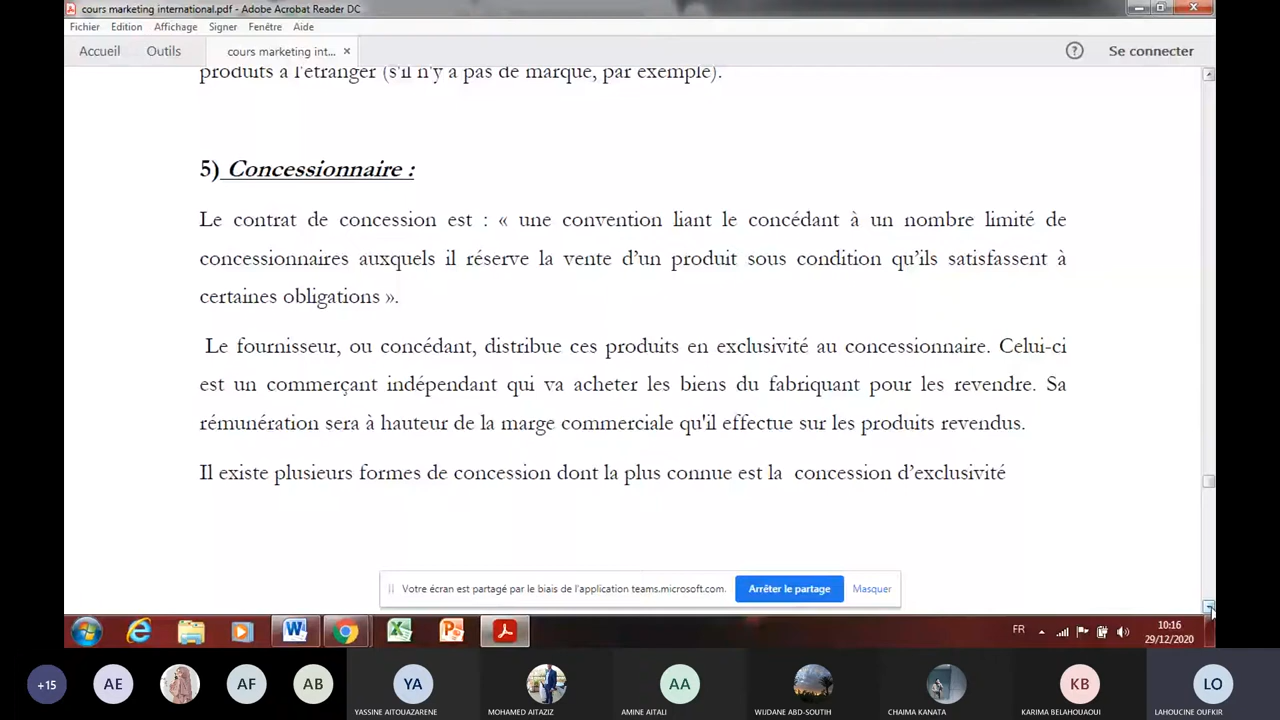 cours marketing international.pdf - Adobe Acrobat Reader DC
Fichier Edition Affichage Signer Fenêtre Aide
Accueil Outils cours marketing int... × ? Se connecter
produits à l'étranger (s'il n'y a pas de marque, par exemple).
5) Concessionnaire :
Le contrat de concession est : « une convention liant le concédant à un nombre limité de
concessionnaires auxquels il réserve la vente d'un produit sous condition qu'ils satisfassent à
certaines obligations ».
Le fournisseur, ou concédant, distribue ces produits en exclusivité au concessionnaire. Celui-ci
est un commerçant indépendant qui va acheter les biens du fabriquant pour les revendre. Sa
rémunération sera à hauteur de la marge commerciale qu'il effectue sur les produits revendus.
Il existe plusieurs formes de concession dont la plus connue est la concession d'exclusivité
Votre écran est partagé par le biais de l'application teams.microsoft.com. Arrêter le partage Masquer
FR 10:16
29/12/2020
+15 AE AF AB YA AA KB LO
YASSINE AITOUAZARENE MOHAMED AITAZIZ AMINE AITALI WIJDANE ABD-SOUTIH CHAIMA KANATA KARIMA BELAHOUAOUI LAHOUCINE OUFKIR